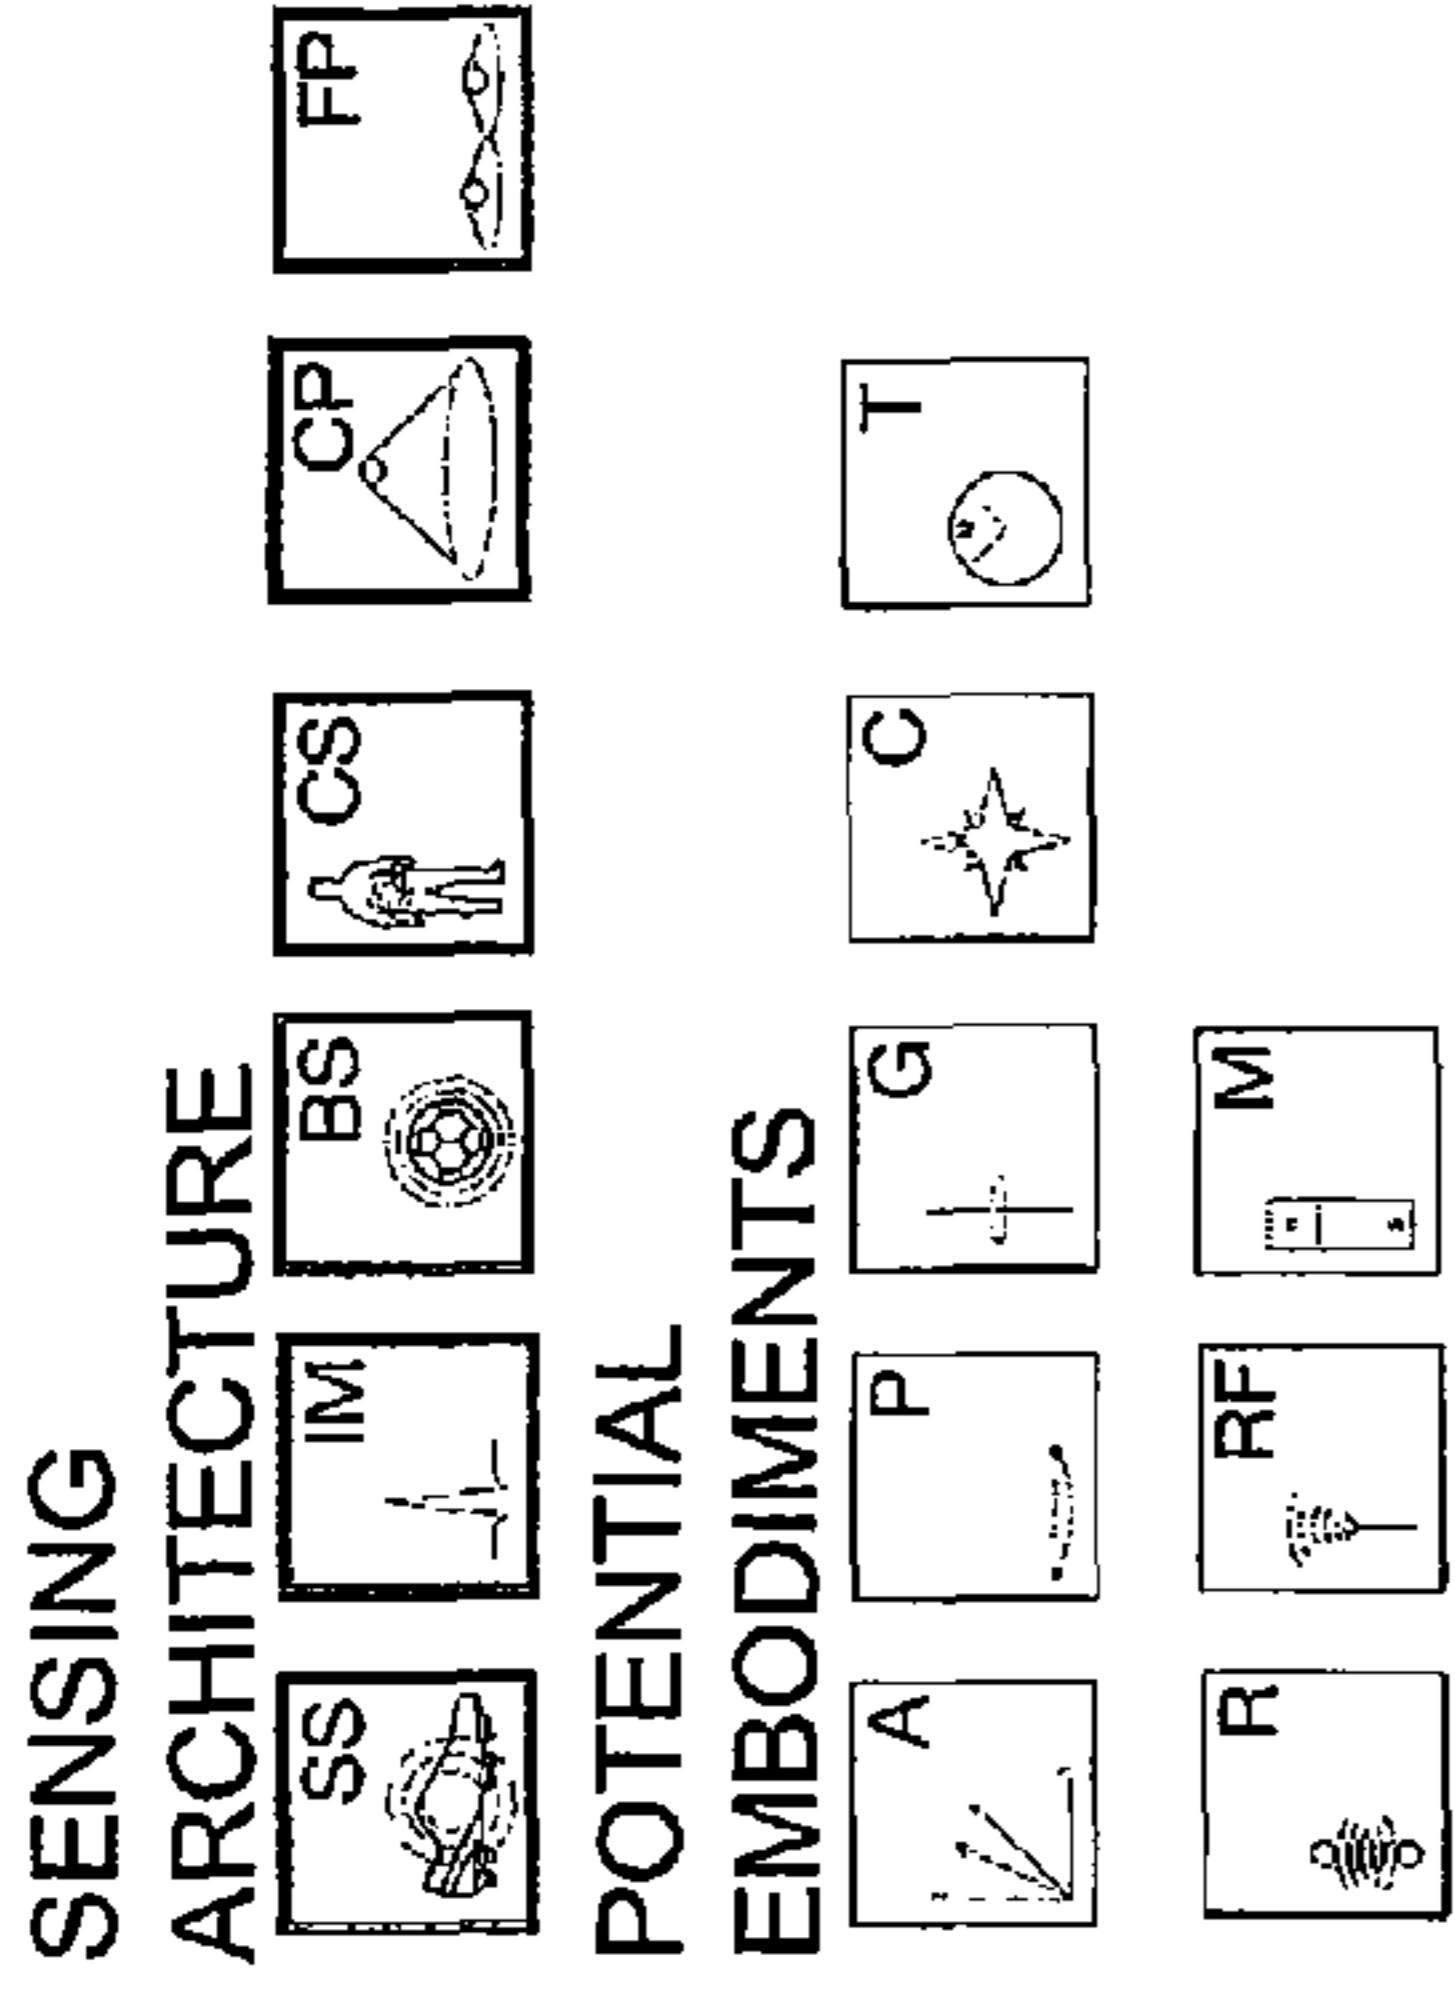 SENSING
ARCHITECTURE
SS IM BS CS CP FP
POTENTIAL
EMBODIMENTS
A P G C T
R RF M